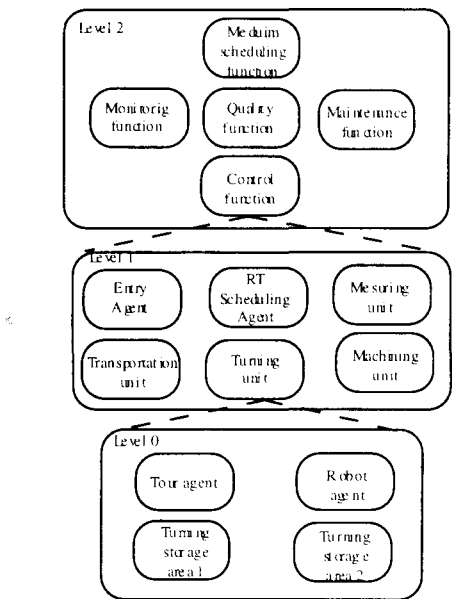 Level 2
Meduim
scheduling
function
Monitorig
function
Quality
function
Maintenance
function
Control
function
Level 1
Entry
Agent
RT
Scheduling
Agent
Mesuring
unit
Transportation
unit
Turning
unit
Machining
unit
Level 0
Tour agent
Robot
agent
Turning
storage
area 1
Turning
storage
area 2